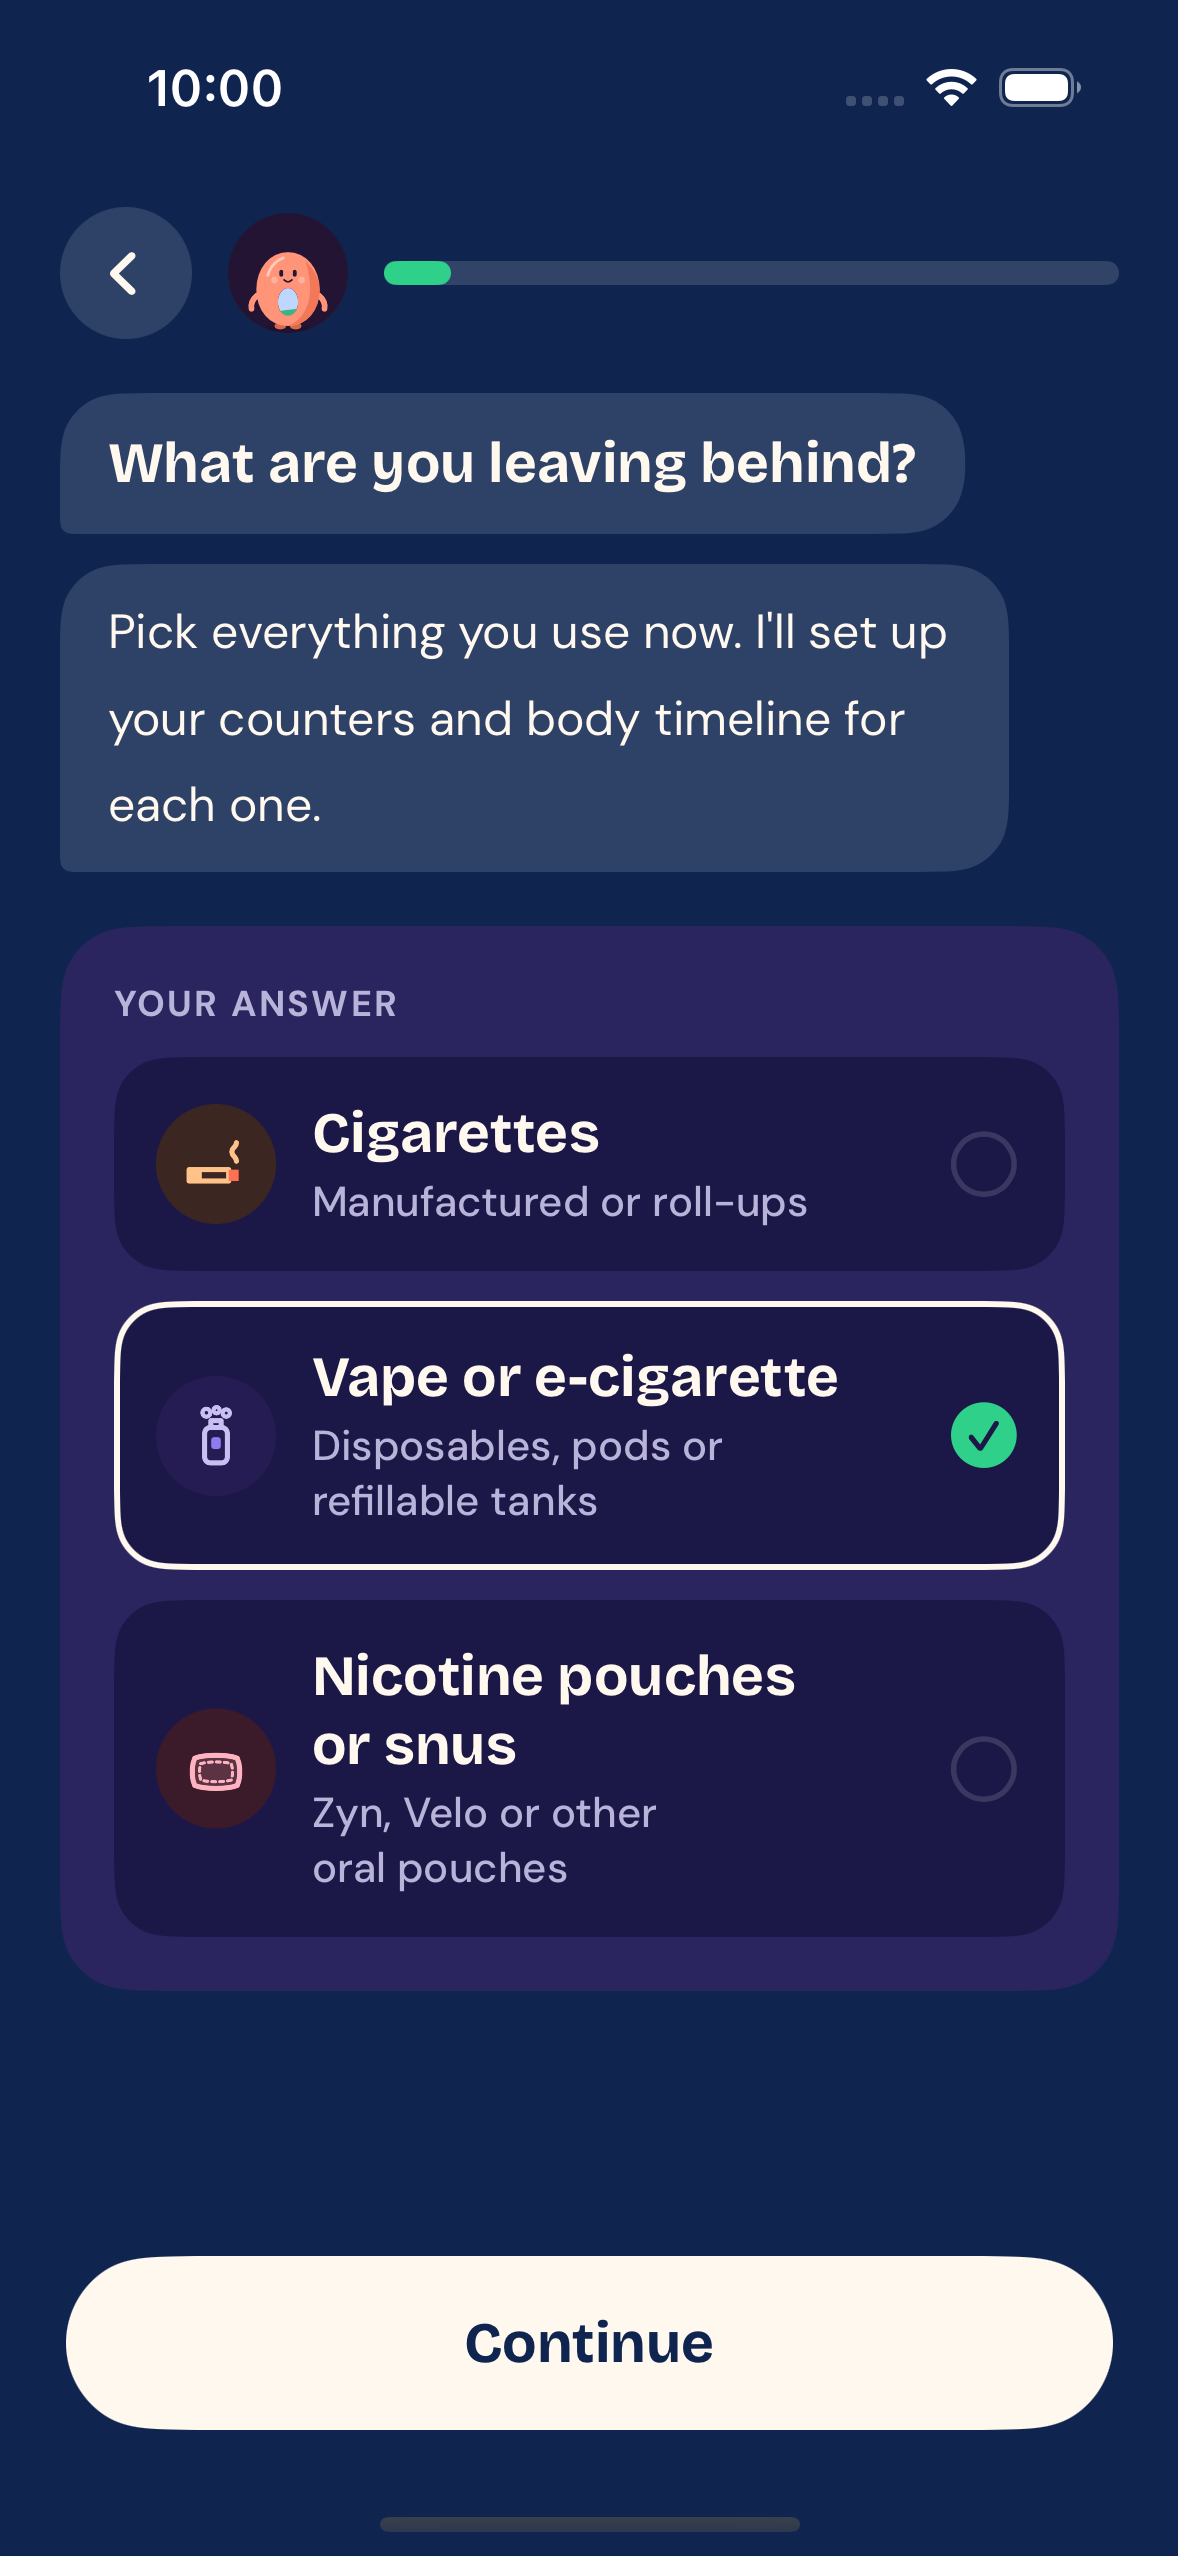 10:00
What are you leaving behind?
Pick everything you use now. I'll set up
your counters and body timeline for
each one.
YOUR ANSWER
Cigarettes
Manufactured or roll-ups
Vape or e-cigarette
Disposables, pods or
refillable tanks
Nicotine pouches
or snus
Zyn, Velo or other
oral pouches
Continue